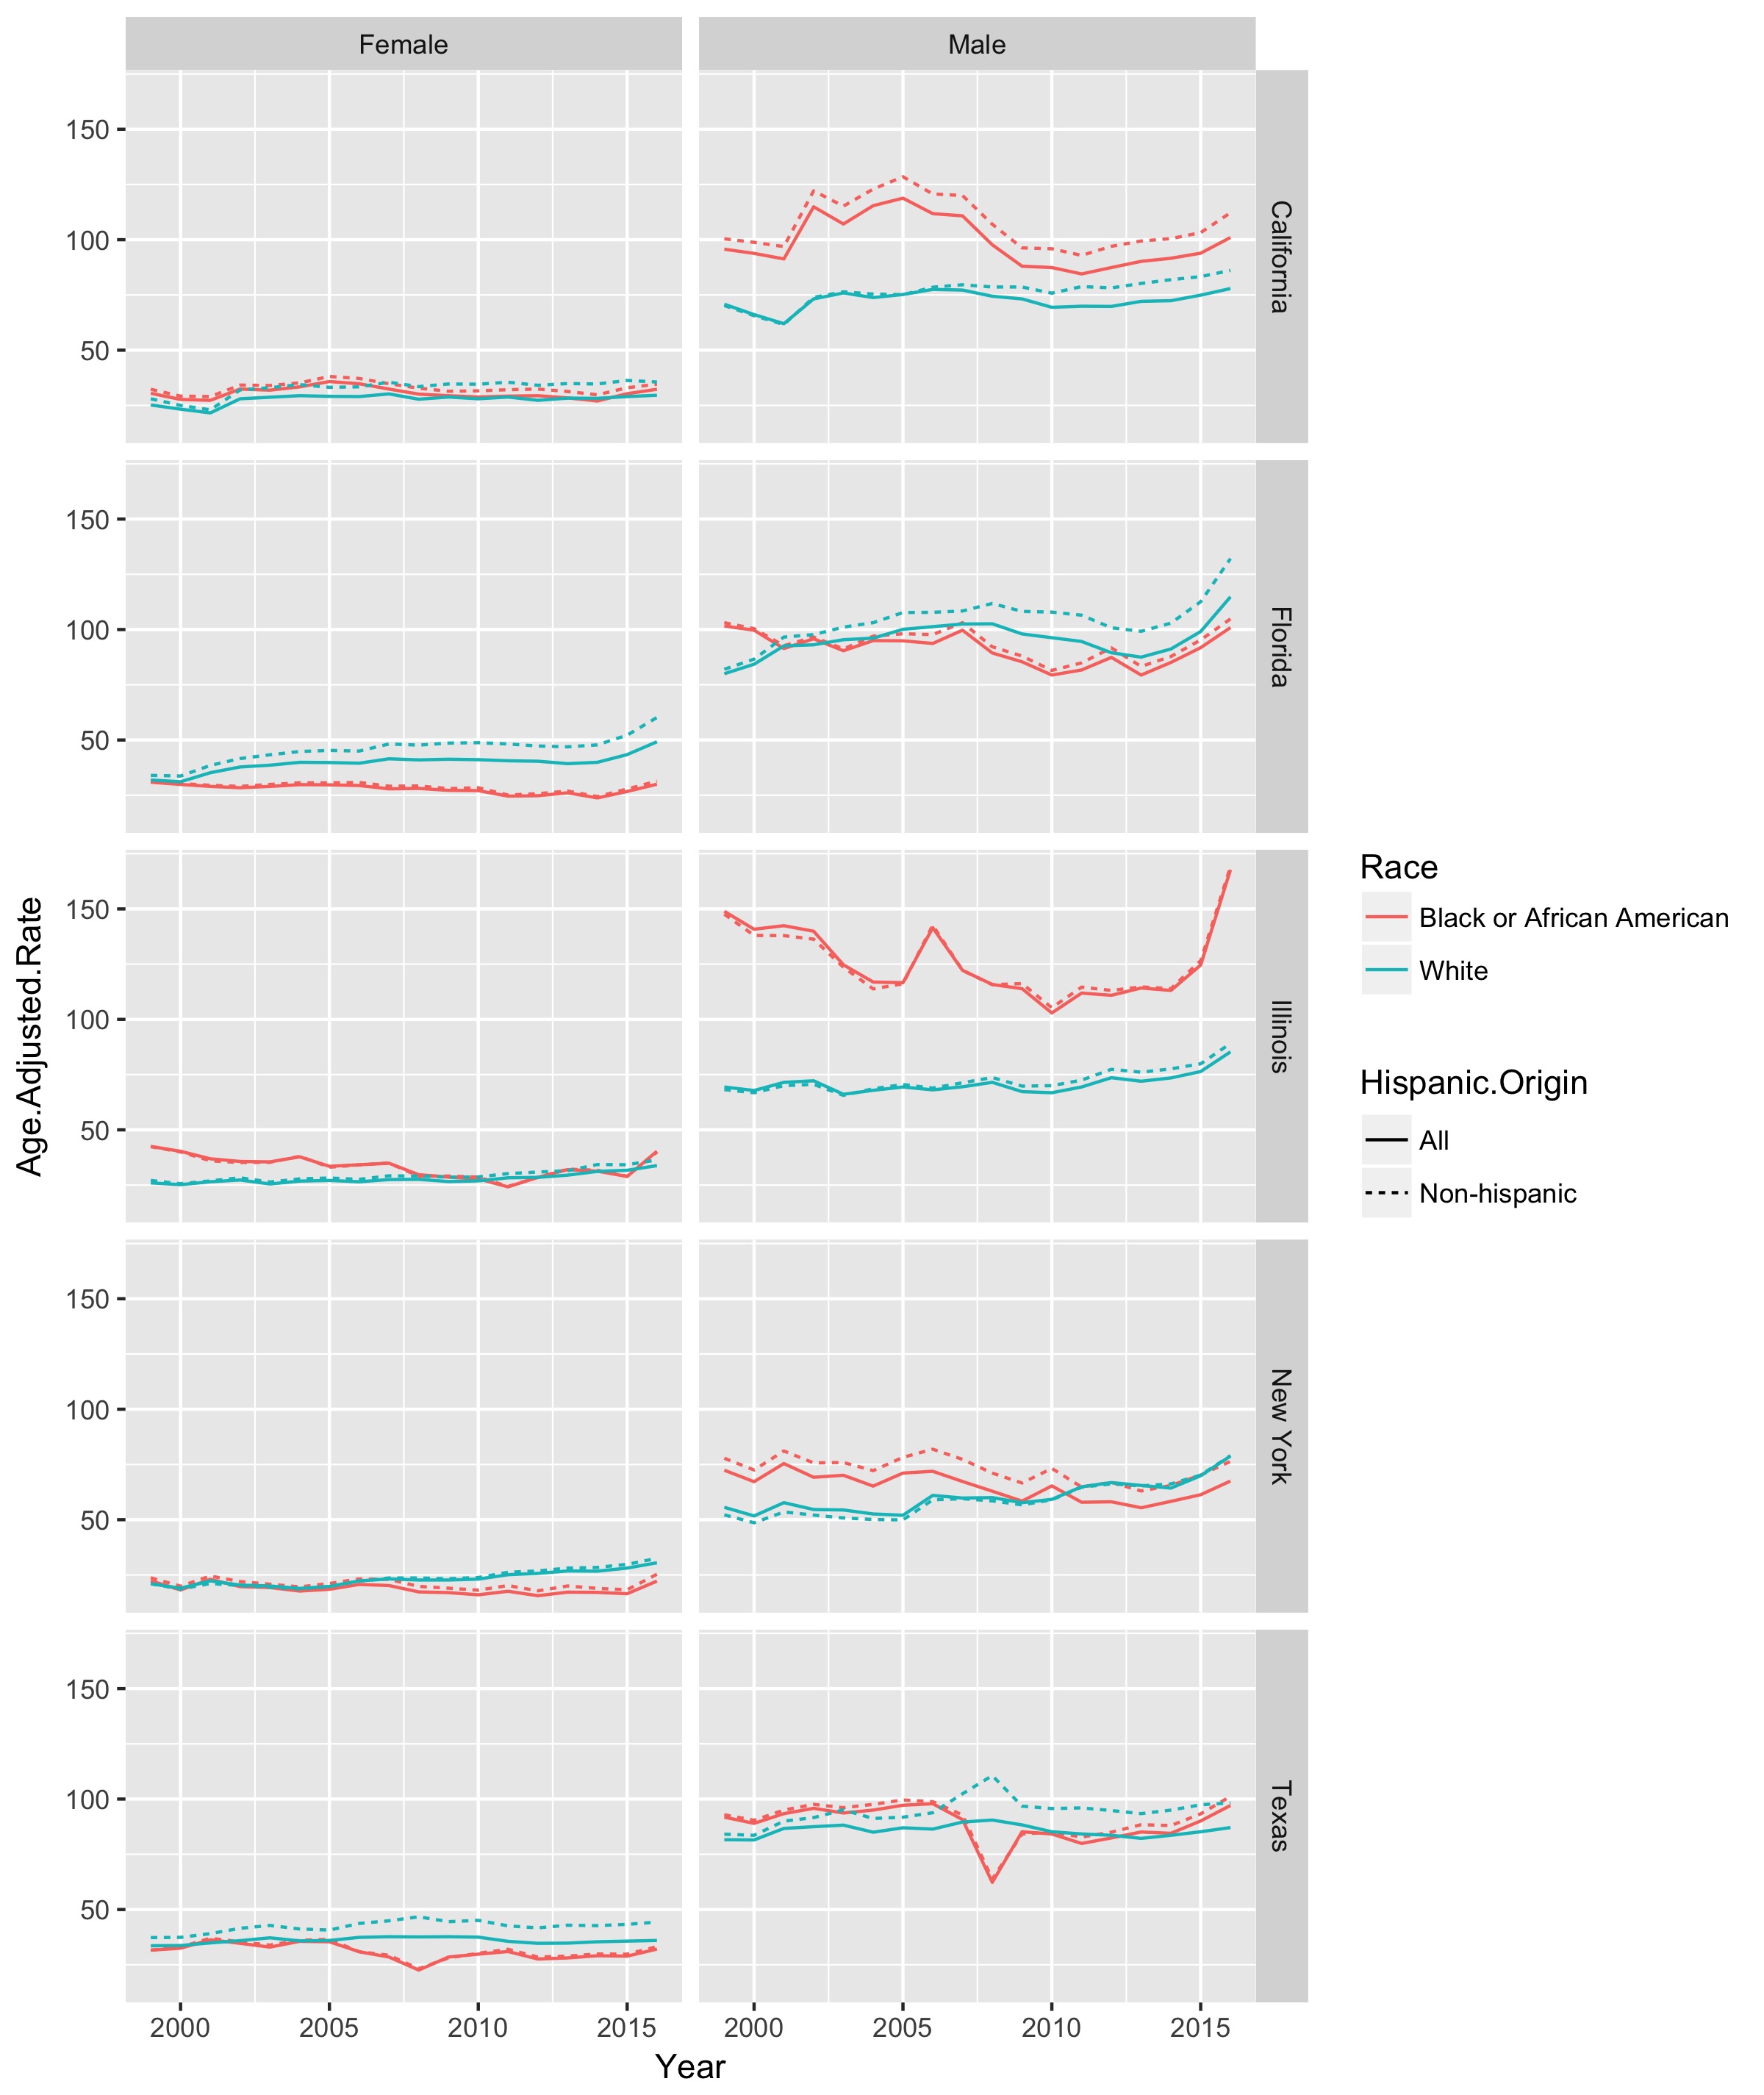 Female
Male
150
100
50
California
150
100
50
Florida
150
100
50
Illinois
150
100
50
New York
150
100
50
Texas
2000
2005
2010
2015
2000
2005
2010
2015
Year
Age.Adjusted.Rate
Race
Black or African American
White
Hispanic.Origin
All
Non-hispanic